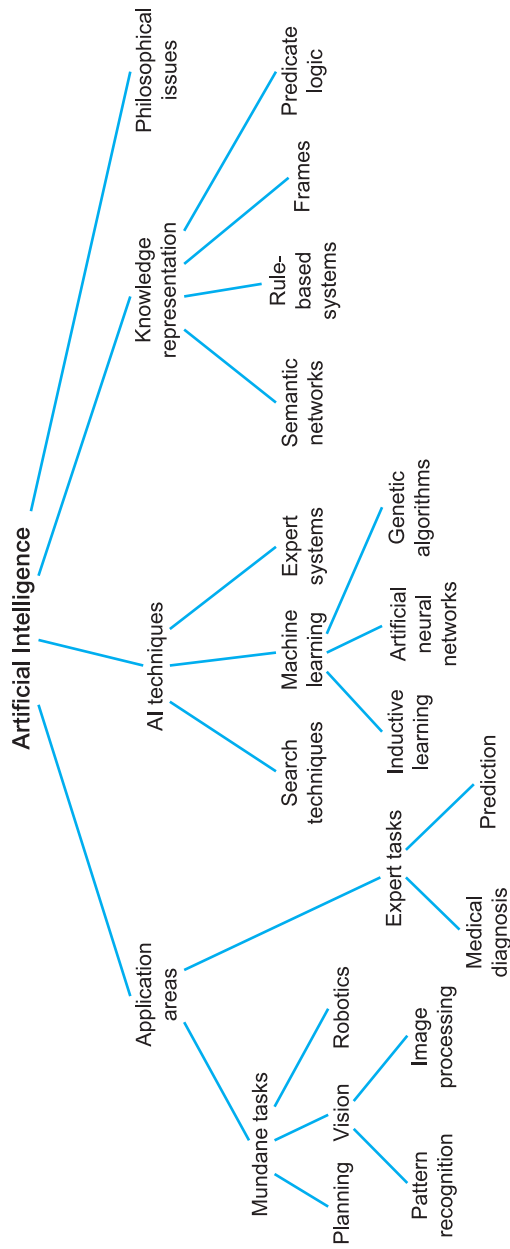 Artificial Intelligence
Application
areas
AI techniques
Knowledge
representation
Philosophical
issues
Mundane tasks
Expert tasks
Search
techniques
Machine
learning
Expert
systems
Semantic
networks
Rule-
based
systems
Frames
Predicate
logic
Planning
Vision
Robotics
Medical
diagnosis
Prediction
Inductive
learning
Artificial
neural
networks
Genetic
algorithms
Pattern
recognition
Image
processing